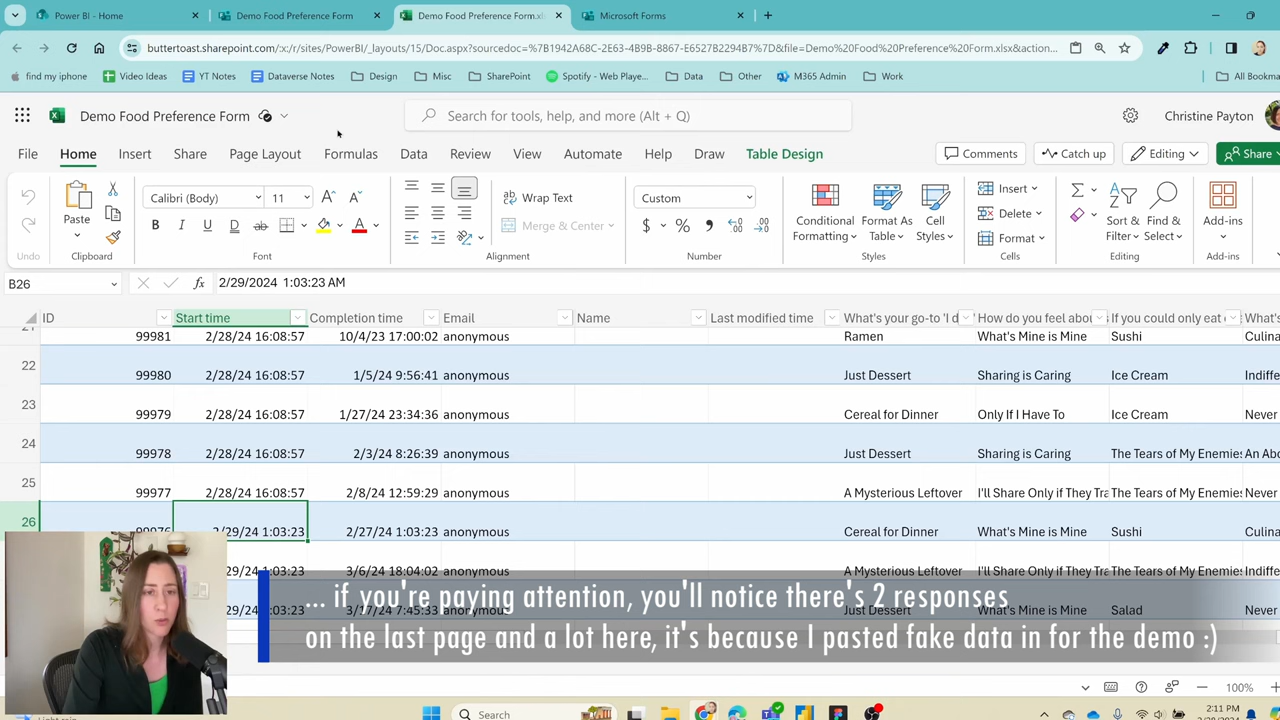 Power BI - Home
Demo Food Preference Form
Demo Food Preference Form.xl
Microsoft Forms
buttertoast.sharepoint.com/:x:/r/sites/PowerBI/_layouts/15/Doc.aspx?sourcedoc=%7B1942A68C-2E63-4B9B-8867-E6527B2294B7%7D&file=Demo%20Food%20Preference%20Form.xlsx&action...
find my iphone
Video Ideas
YT Notes
Dataverse Notes
Design
Misc
SharePoint
Spotify - Web Playe...
Data
Other
M365 Admin
Work
All Bookma
Demo Food Preference Form
Search for tools, help, and more (Alt + Q)
Christine Payton
File Home Insert Share Page Layout Formulas Data Review View Automate Help Draw Table Design
Comments
Catch up
Editing
Share
Undo
Paste
Clipboard
Calibri (Body) 11
Font
Wrap Text
Merge & Center
Alignment
Custom
Number
Conditional Formatting
Format As Table
Cell Styles
Styles
Insert
Delete
Format
Cells
Sort & Filter
Find & Select
Editing
Add-ins
Add-ins
B26
fx 2/29/2024 1:03:23 AM
ID Start time Completion time Email Name Last modified time What's your go-to 'I d How do you feel abou If you could only eat What's
99981 2/28/24 16:08:57 10/4/23 17:00:02 anonymous Ramen What's Mine is Mine Sushi Culina
22 99980 2/28/24 16:08:57 1/5/24 9:56:41 anonymous Just Dessert Sharing is Caring Ice Cream Indiffe
23 99979 2/28/24 16:08:57 1/27/24 23:34:36 anonymous Cereal for Dinner Only If I Have To Ice Cream Never
24 99978 2/28/24 16:08:57 2/3/24 8:26:39 anonymous Just Dessert Sharing is Caring The Tears of My Enemies An Abo
25 99977 2/28/24 16:08:57 2/8/24 12:59:29 anonymous A Mysterious Leftover I'll Share Only if They Tra The Tears of My Enemies Never
26 99976 2/29/24 1:03:23 2/27/24 1:03:23 anonymous Cereal for Dinner What's Mine is Mine Sushi Culina
1:03:23 3/6/24 18:04:02 anonymous A Mysterious Leftover I'll Share Only if They Tra The Tears of My Enemies Indiffe
1:03:23 3/17/24 7:45:33 Just Dessert Salad Never
... if you're paying attention, you'll notice there's 2 responses
on the last page and a lot here, it's because I pasted fake data in for the demo :)
100%
Search
2:11 PM